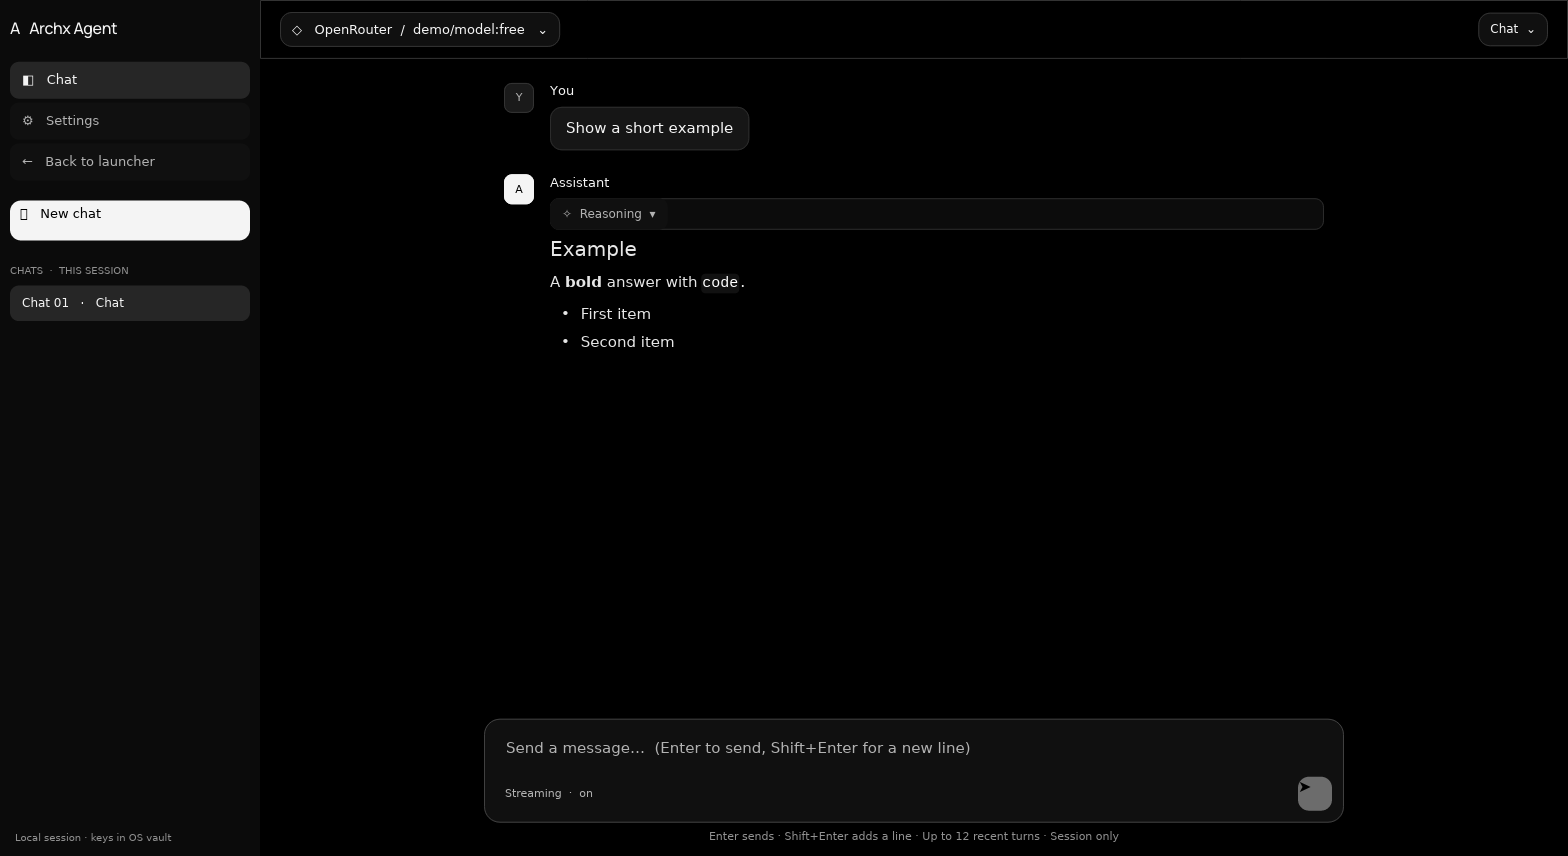 A Archx Agent
◧ Chat
⚙ Settings
← Back to launcher
New chat
CHATS · THIS SESSION
Chat 01 · Chat
Local session · keys in OS vault
◇ OpenRouter / demo/model:free ⌄
Chat ⌄
Y
You
Show a short example
A
Assistant
✧ Reasoning ▾
Example
A bold answer with code.
• First item
• Second item
Send a message… (Enter to send, Shift+Enter for a new line)
Streaming · on
➤
Enter sends · Shift+Enter adds a line · Up to 12 recent turns · Session only